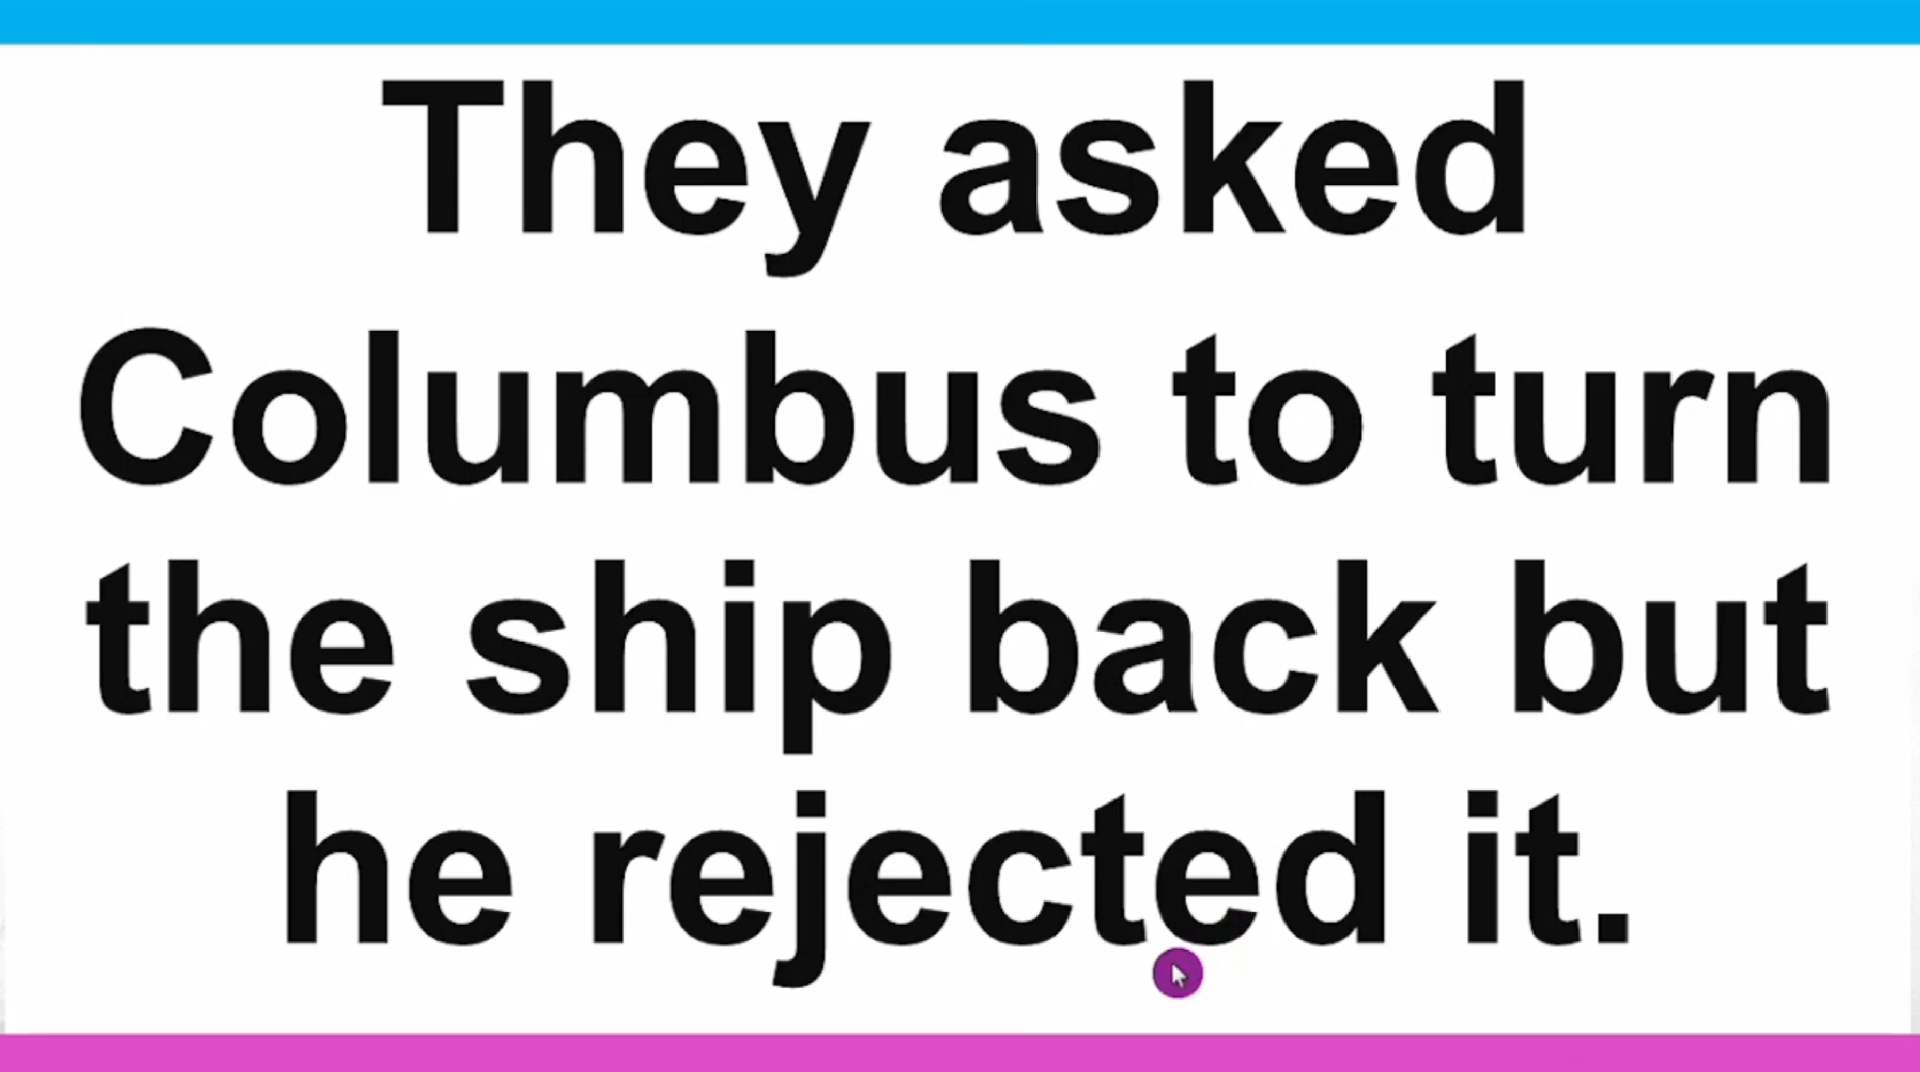 They asked
Columbus to turn
the ship back but
he rejected it.